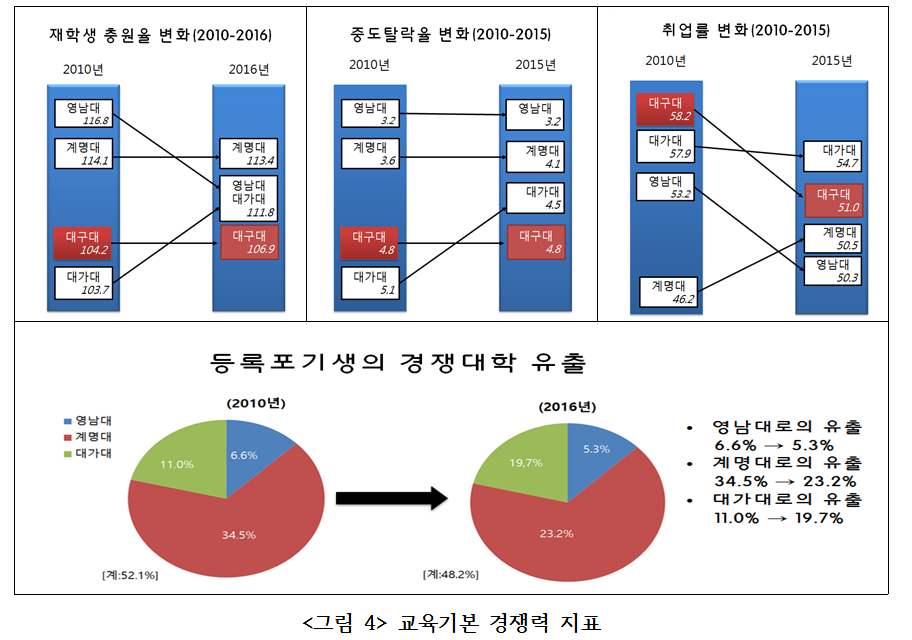 재학생 충원율 변화(2010-2016)
2010년
2016년
영남대
116.8
계명대
114.1
대구대
104.2
대가대
103.7
계명대
113.4
영남대
대가대
111.8
대구대
106.9
중도탈락율 변화(2010-2015)
2010년
2015년
영남대
3.2
계명대
3.6
대구대
4.8
대가대
5.1
영남대
3.2
계명대
4.1
대가대
4.5
대구대
4.8
취업률 변화(2010-2015)
2010년
2015년
대구대
58.2
대가대
57.9
영남대
53.2
계명대
46.2
대가대
54.7
대구대
51.0
계명대
50.5
영남대
50.3
등록포기생의 경쟁대학 유출
영남대
계명대
대가대
(2010년)
6.6%
11.0%
34.5%
[계:52.1%]
(2016년)
5.3%
19.7%
23.2%
[계:48.2%]
• 영남대로의 유출
6.6% → 5.3%
• 계명대로의 유출
34.5% → 23.2%
• 대가대로의 유출
11.0% → 19.7%
<그림 4> 교육기본 경쟁력 지표